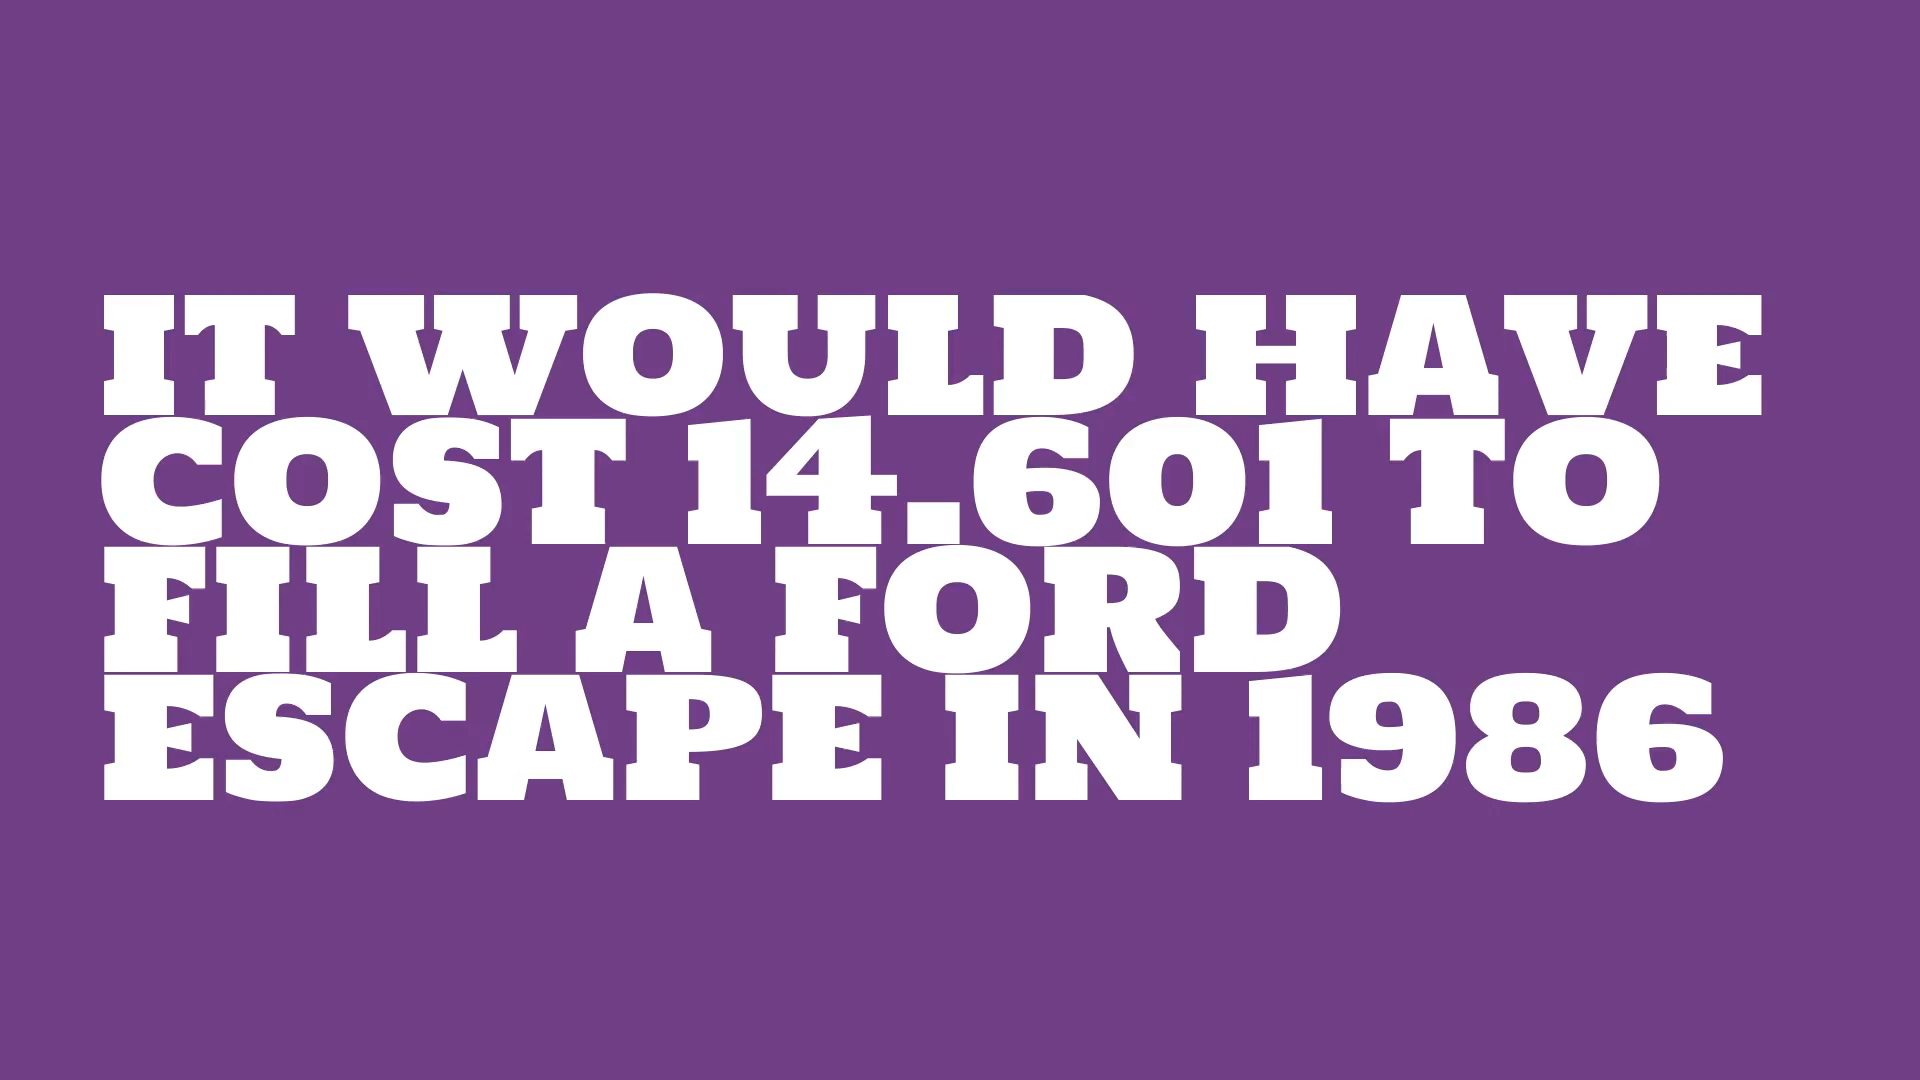 IT WOULD HAVE
COST 14.601 TO
FILL A FORD
ESCAPE IN 1986